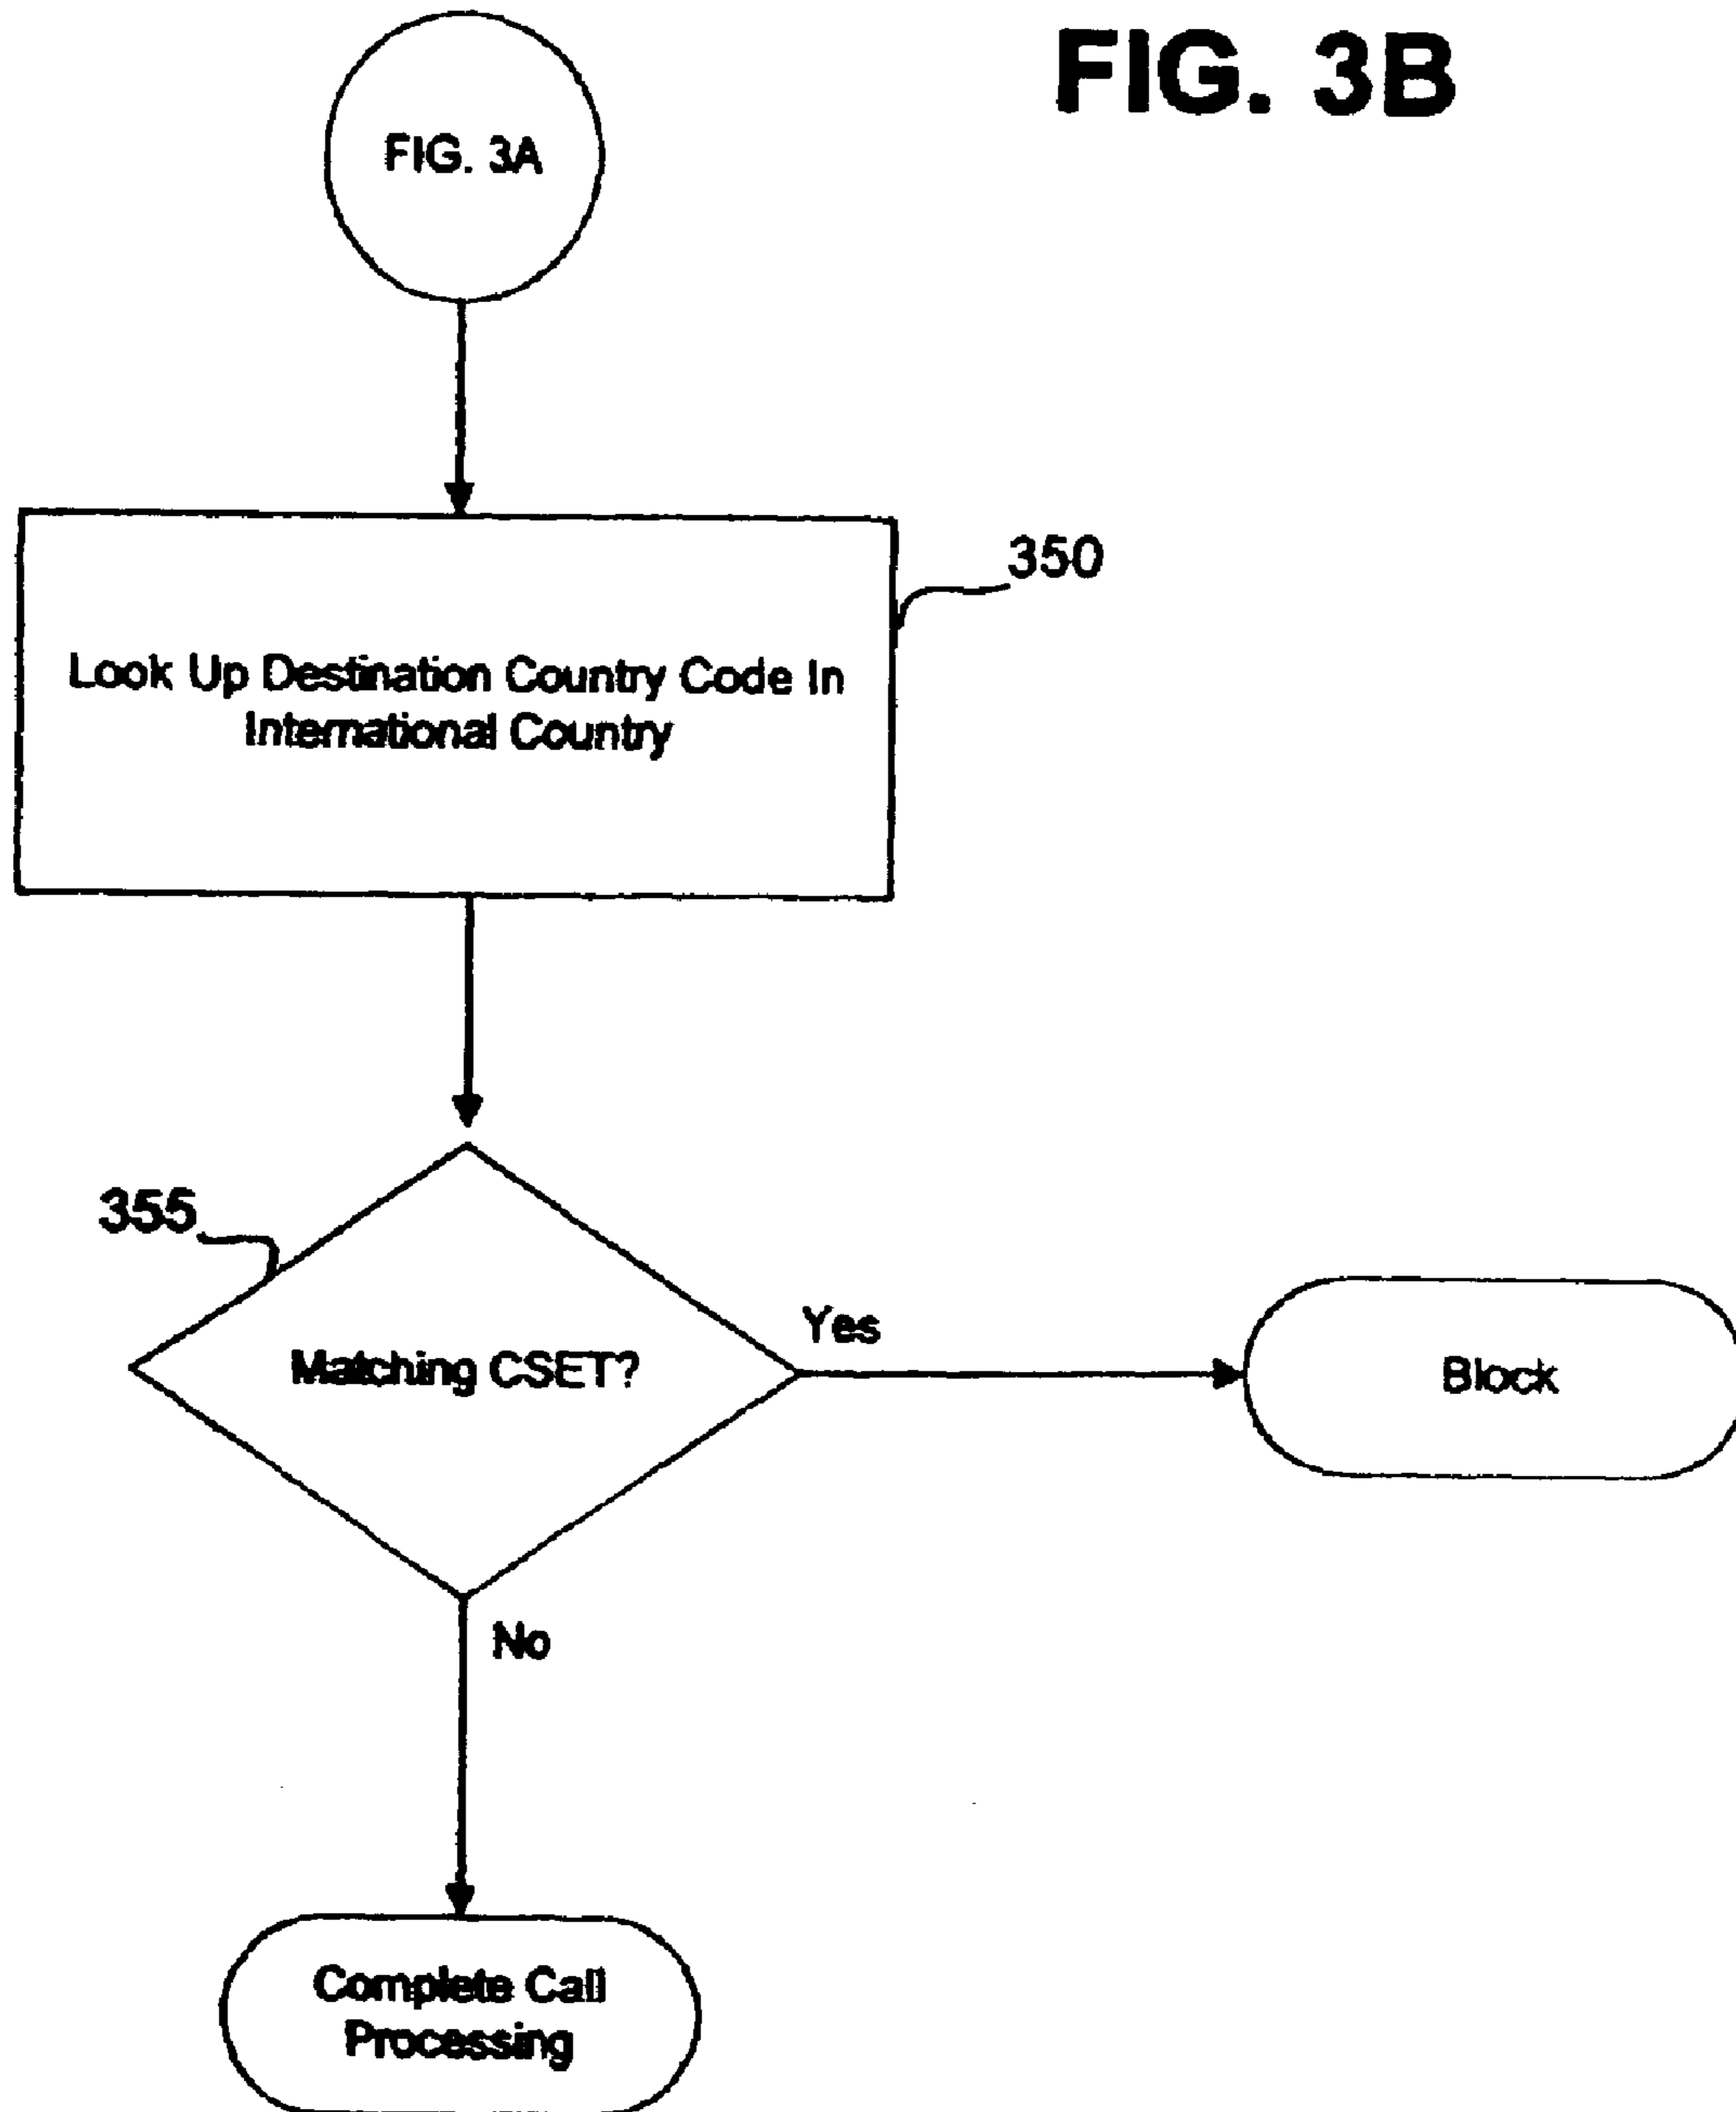 FIG. 3B
FIG. 3A
350
Look Up Destination Country Code In
International Country
355
Matching CSET?
Yes
Block
No
Complete Call
Processing